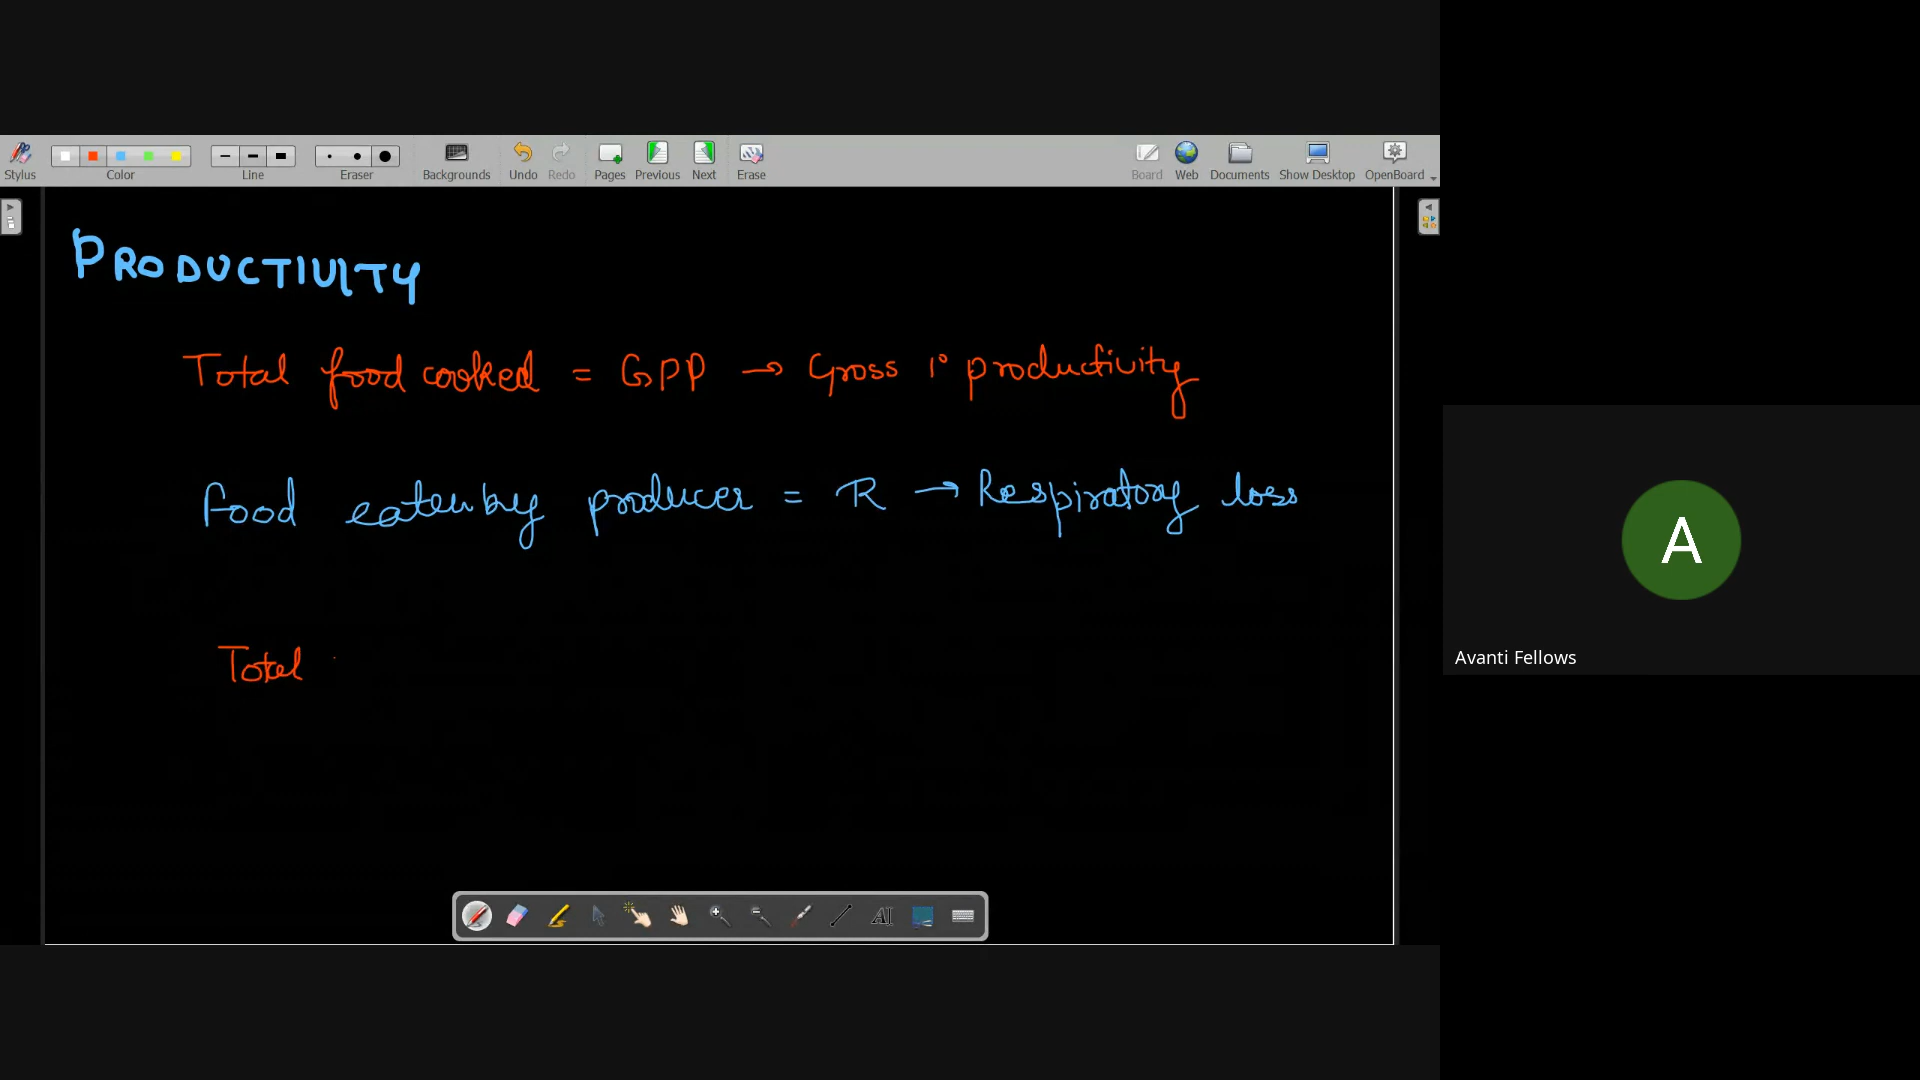 Stylus Color Line Eraser Backgrounds Undo Redo Pages Previous Next Erase Board Web Documents Show Desktop OpenBoard
PRODUCTIVITY
Total food cooked = GPP → Gross 1° productivity
Food eaten by producer = R → Respiratory loss
Total
A
Avanti Fellows